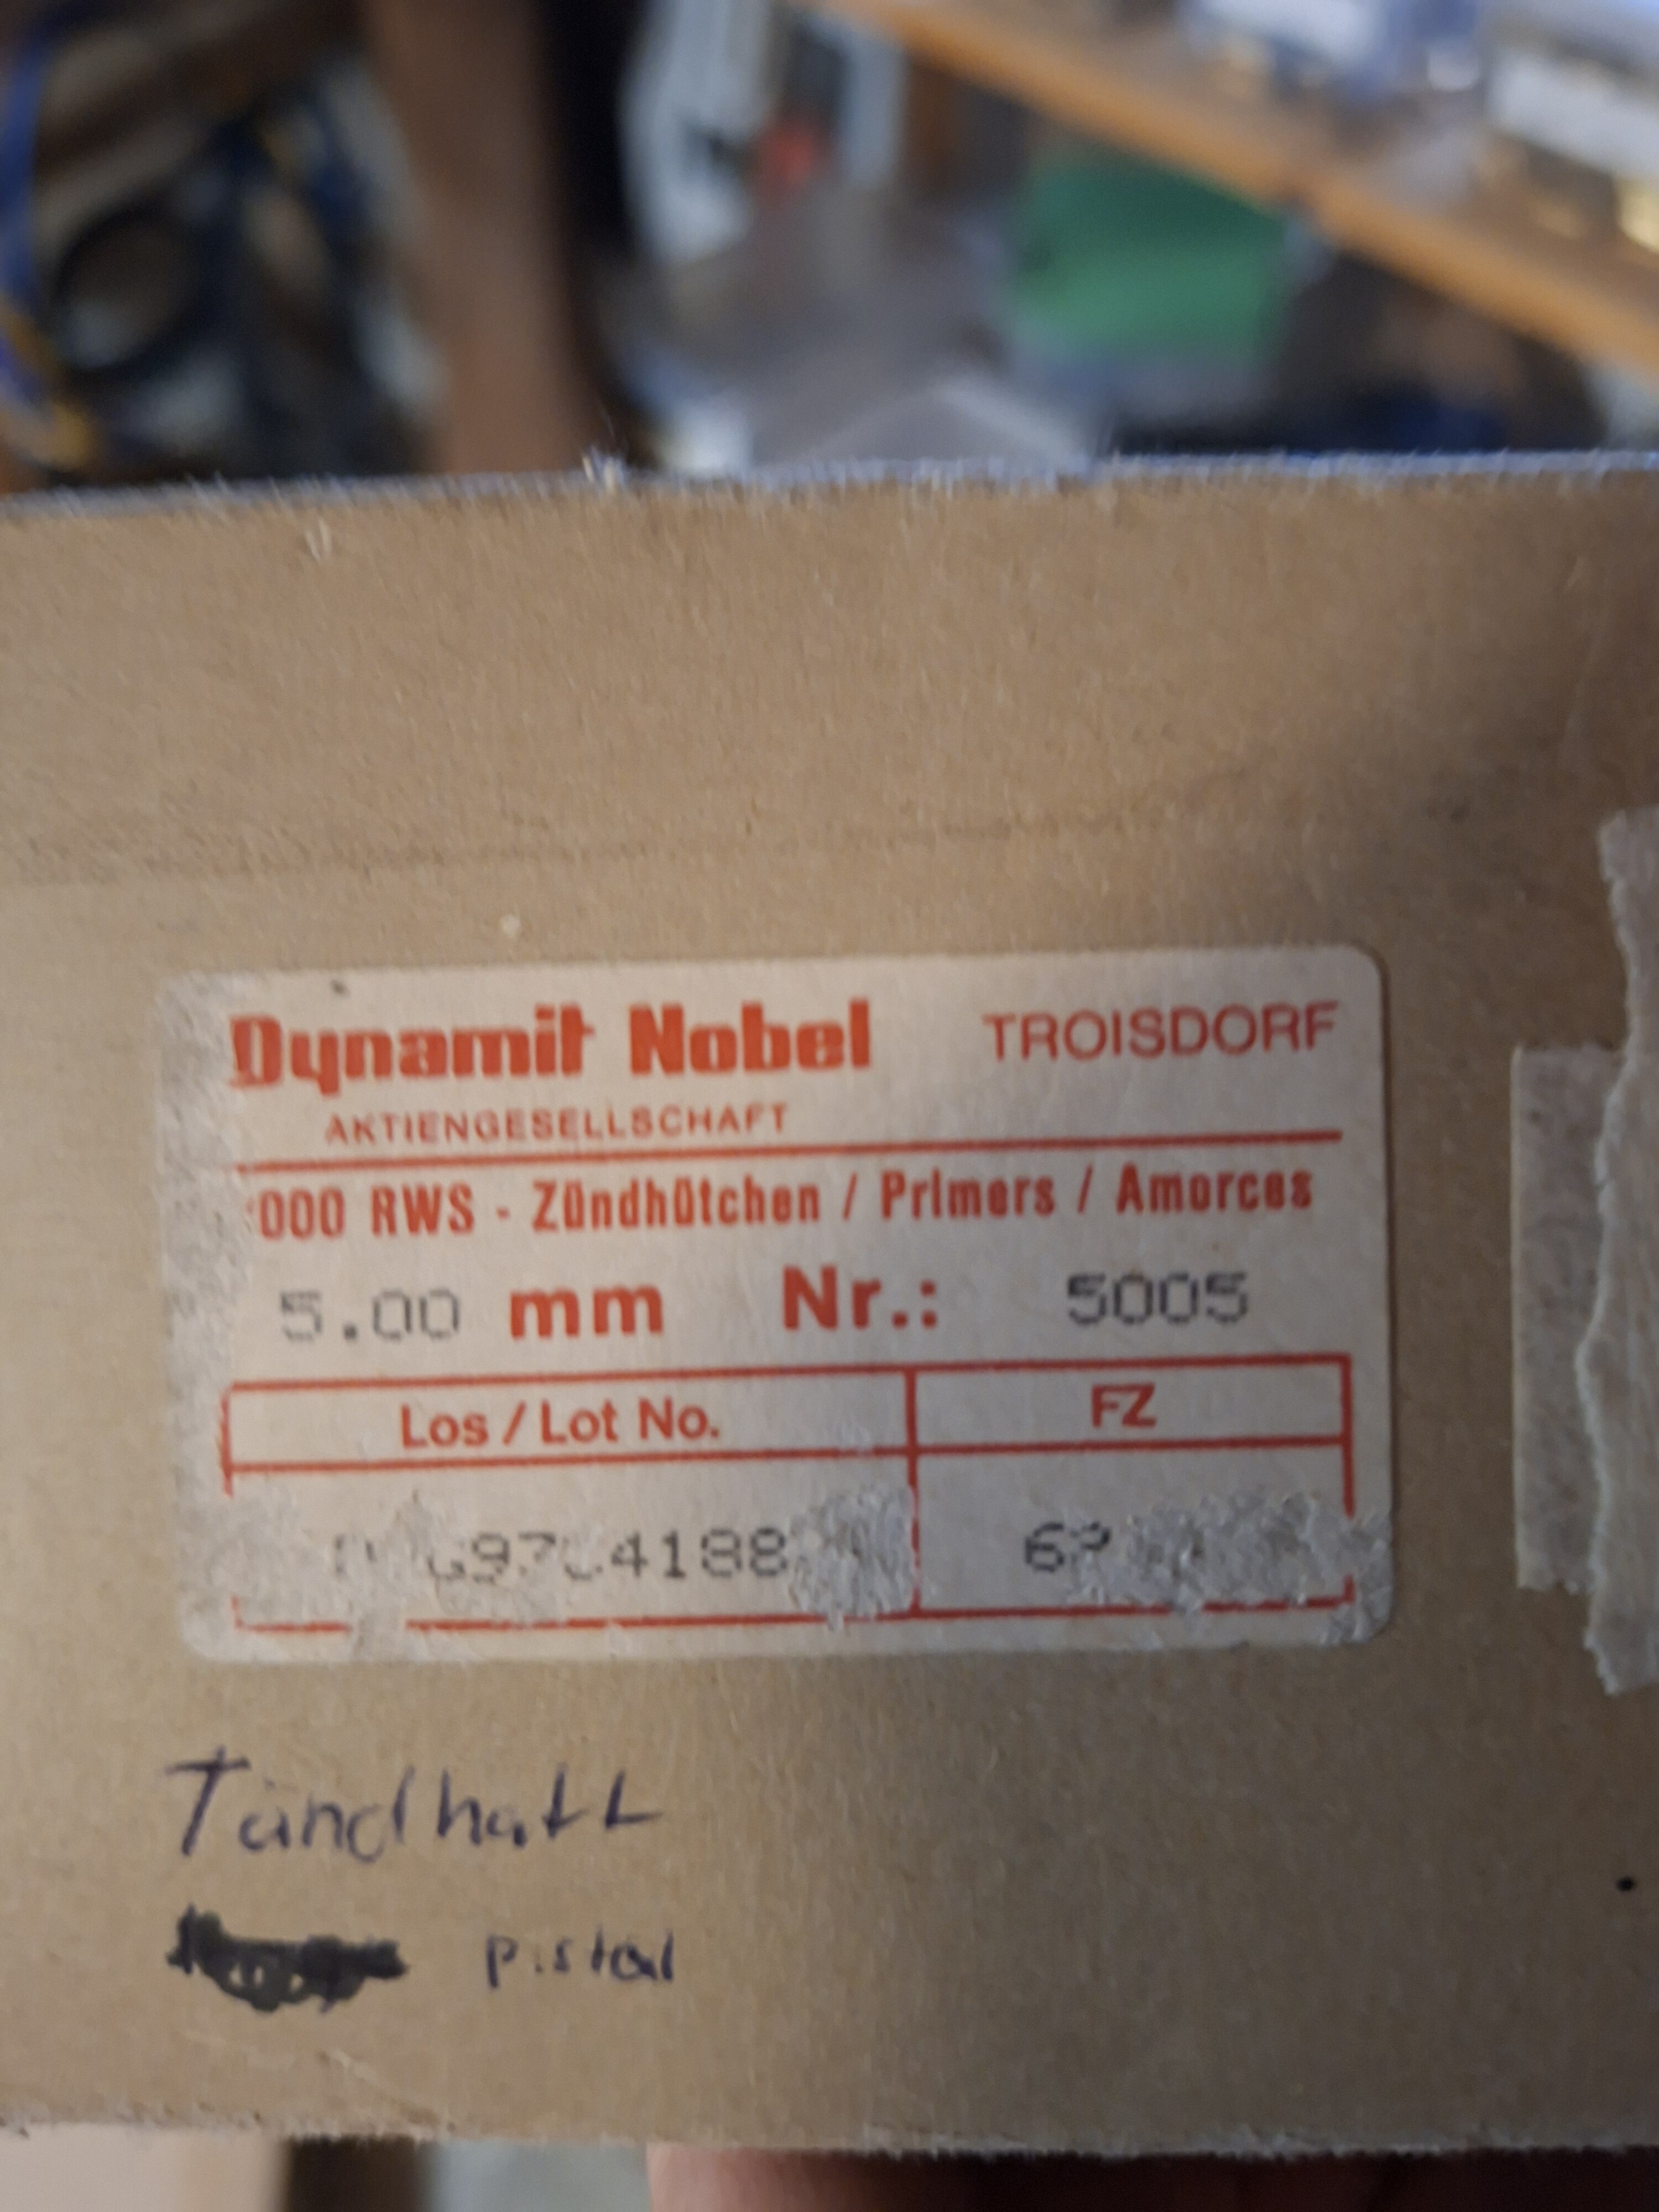 Dynamit Nobel TROISDORF
AKTIENGESELLSCHAFT
000 RWS - Zündhütchen / Primers / Amorces
5.00 mm Nr.: 5005
Los / Lot No. FZ
Tändhatt
pistol